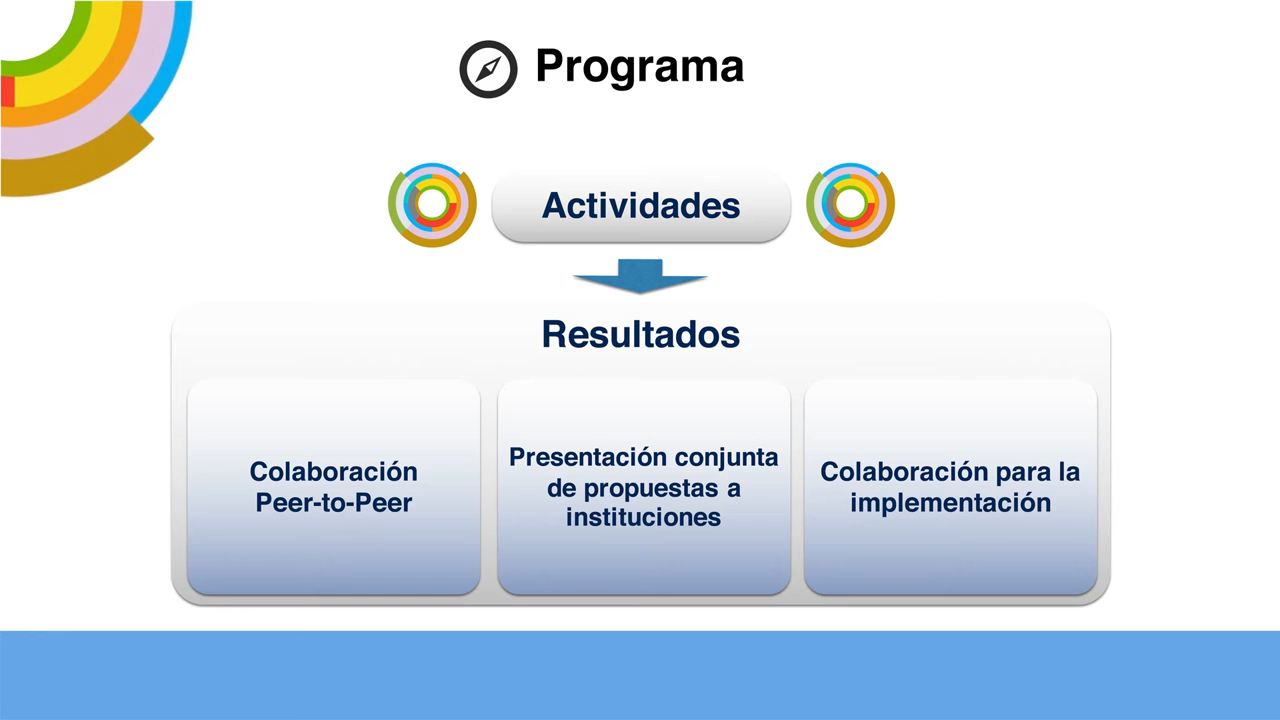 Programa
Actividades
Resultados
Colaboración
Peer-to-Peer
Presentación conjunta
de propuestas a
instituciones
Colaboración para la
implementación